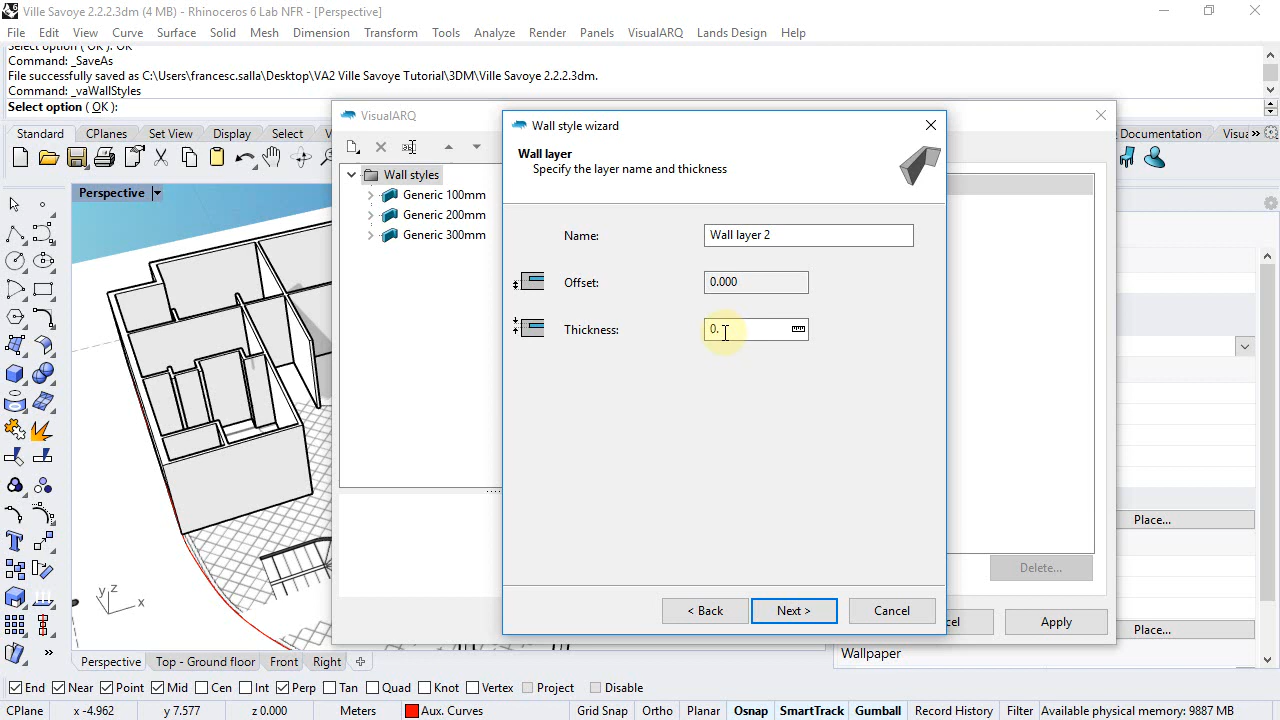 Ville Savoye 2.2.2.3dm (4 MB) - Rhinoceros 6 Lab NFR - [Perspective]
File Edit View Curve Surface Solid Mesh Dimension Transform Tools Analyze Render Panels VisualARQ Lands Design Help
Select option ( OK ): OK
Command: _SaveAs
File successfully saved as C:\Users\francesc.salla\Desktop\VA2 Ville Savoye Tutorial\3DM\Ville Savoye 2.2.2.3dm.
Command: _vaWallStyles
Select option ( OK ):
Standard CPlanes Set View Display Select Documentation Visua »
VisualARQ
Wall style wizard
Wall layer
Specify the layer name and thickness
Wall styles
Generic 100mm
Generic 200mm
Generic 300mm
Perspective
Name: Wall layer 2
Offset: 0.000
Thickness: 0.
Place...
Delete...
< Back Next > Cancel
cel Apply
Place...
Wallpaper
z
y
x
»
Perspective Top - Ground floor Front Right
End Near Point Mid Cen Int Perp Tan Quad Knot Vertex Project Disable
CPlane x -4.962 y 7.577 z 0.000 Meters Aux. Curves Grid Snap Ortho Planar Osnap SmartTrack Gumball Record History Filter Available physical memory: 9887 MB